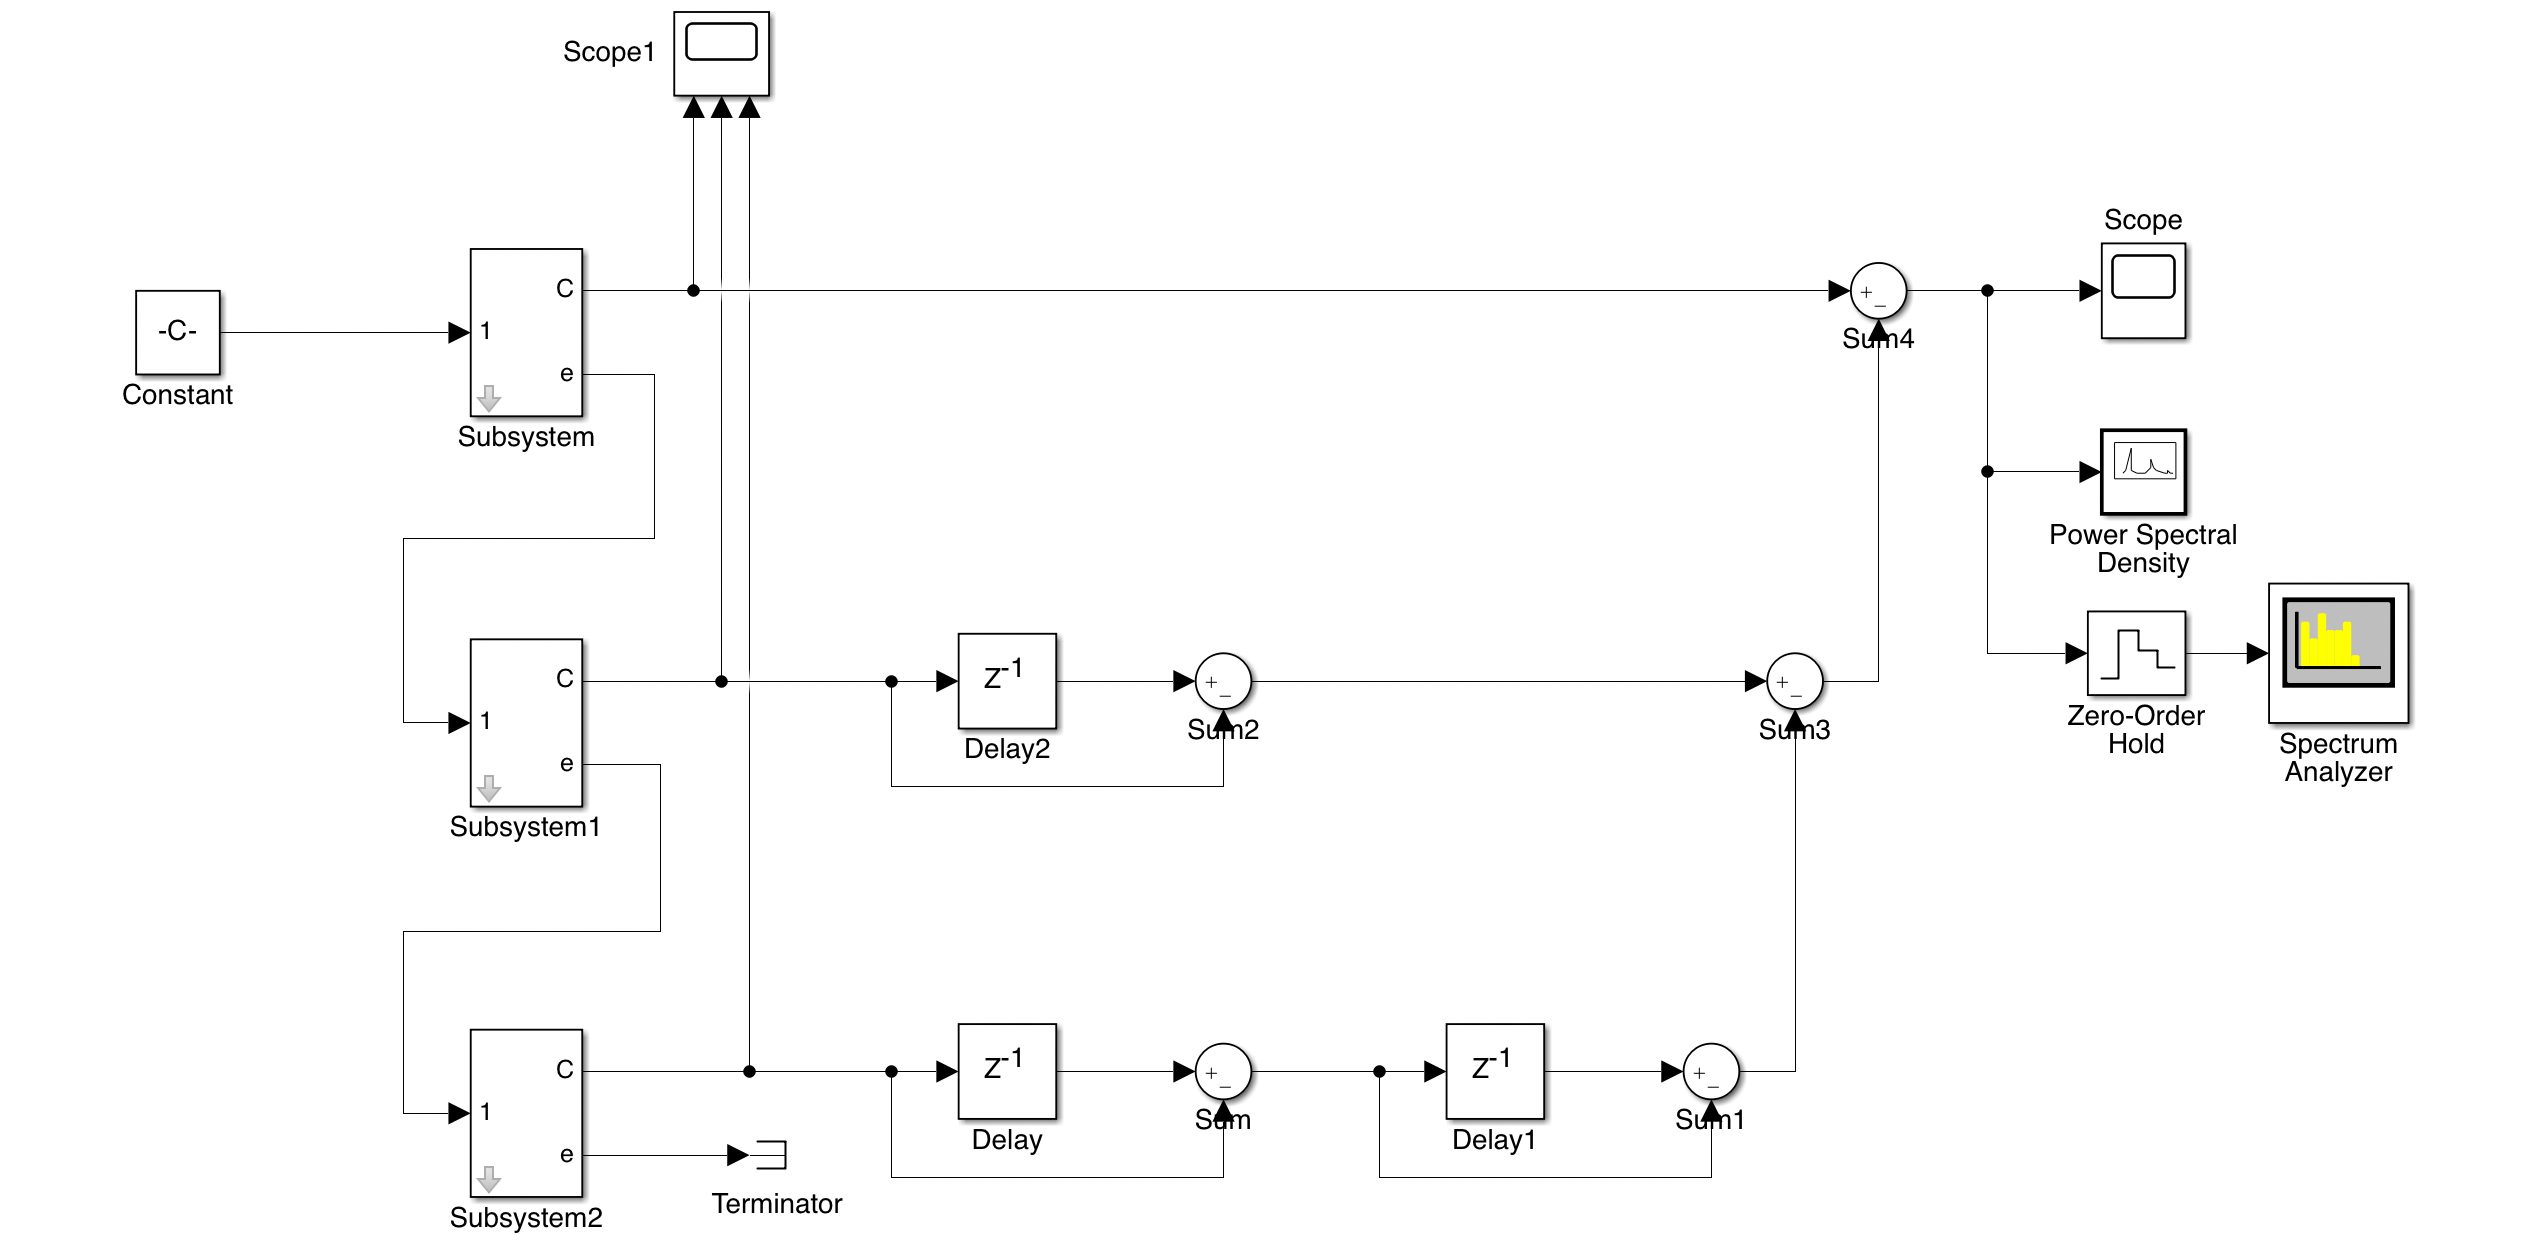 Scope1
Scope
C
-C-
1
+
−
Sum4
e
Constant
Subsystem
Power Spectral
Density
C
Z-1
+
−
+
−
1
Sum2
Sum3
Zero-Order
Hold
Delay2
e
Spectrum
Analyzer
Subsystem1
C
Z-1
+
−
Z-1
+
−
1
Sum
Sum1
Delay
Delay1
e
Terminator
Subsystem2